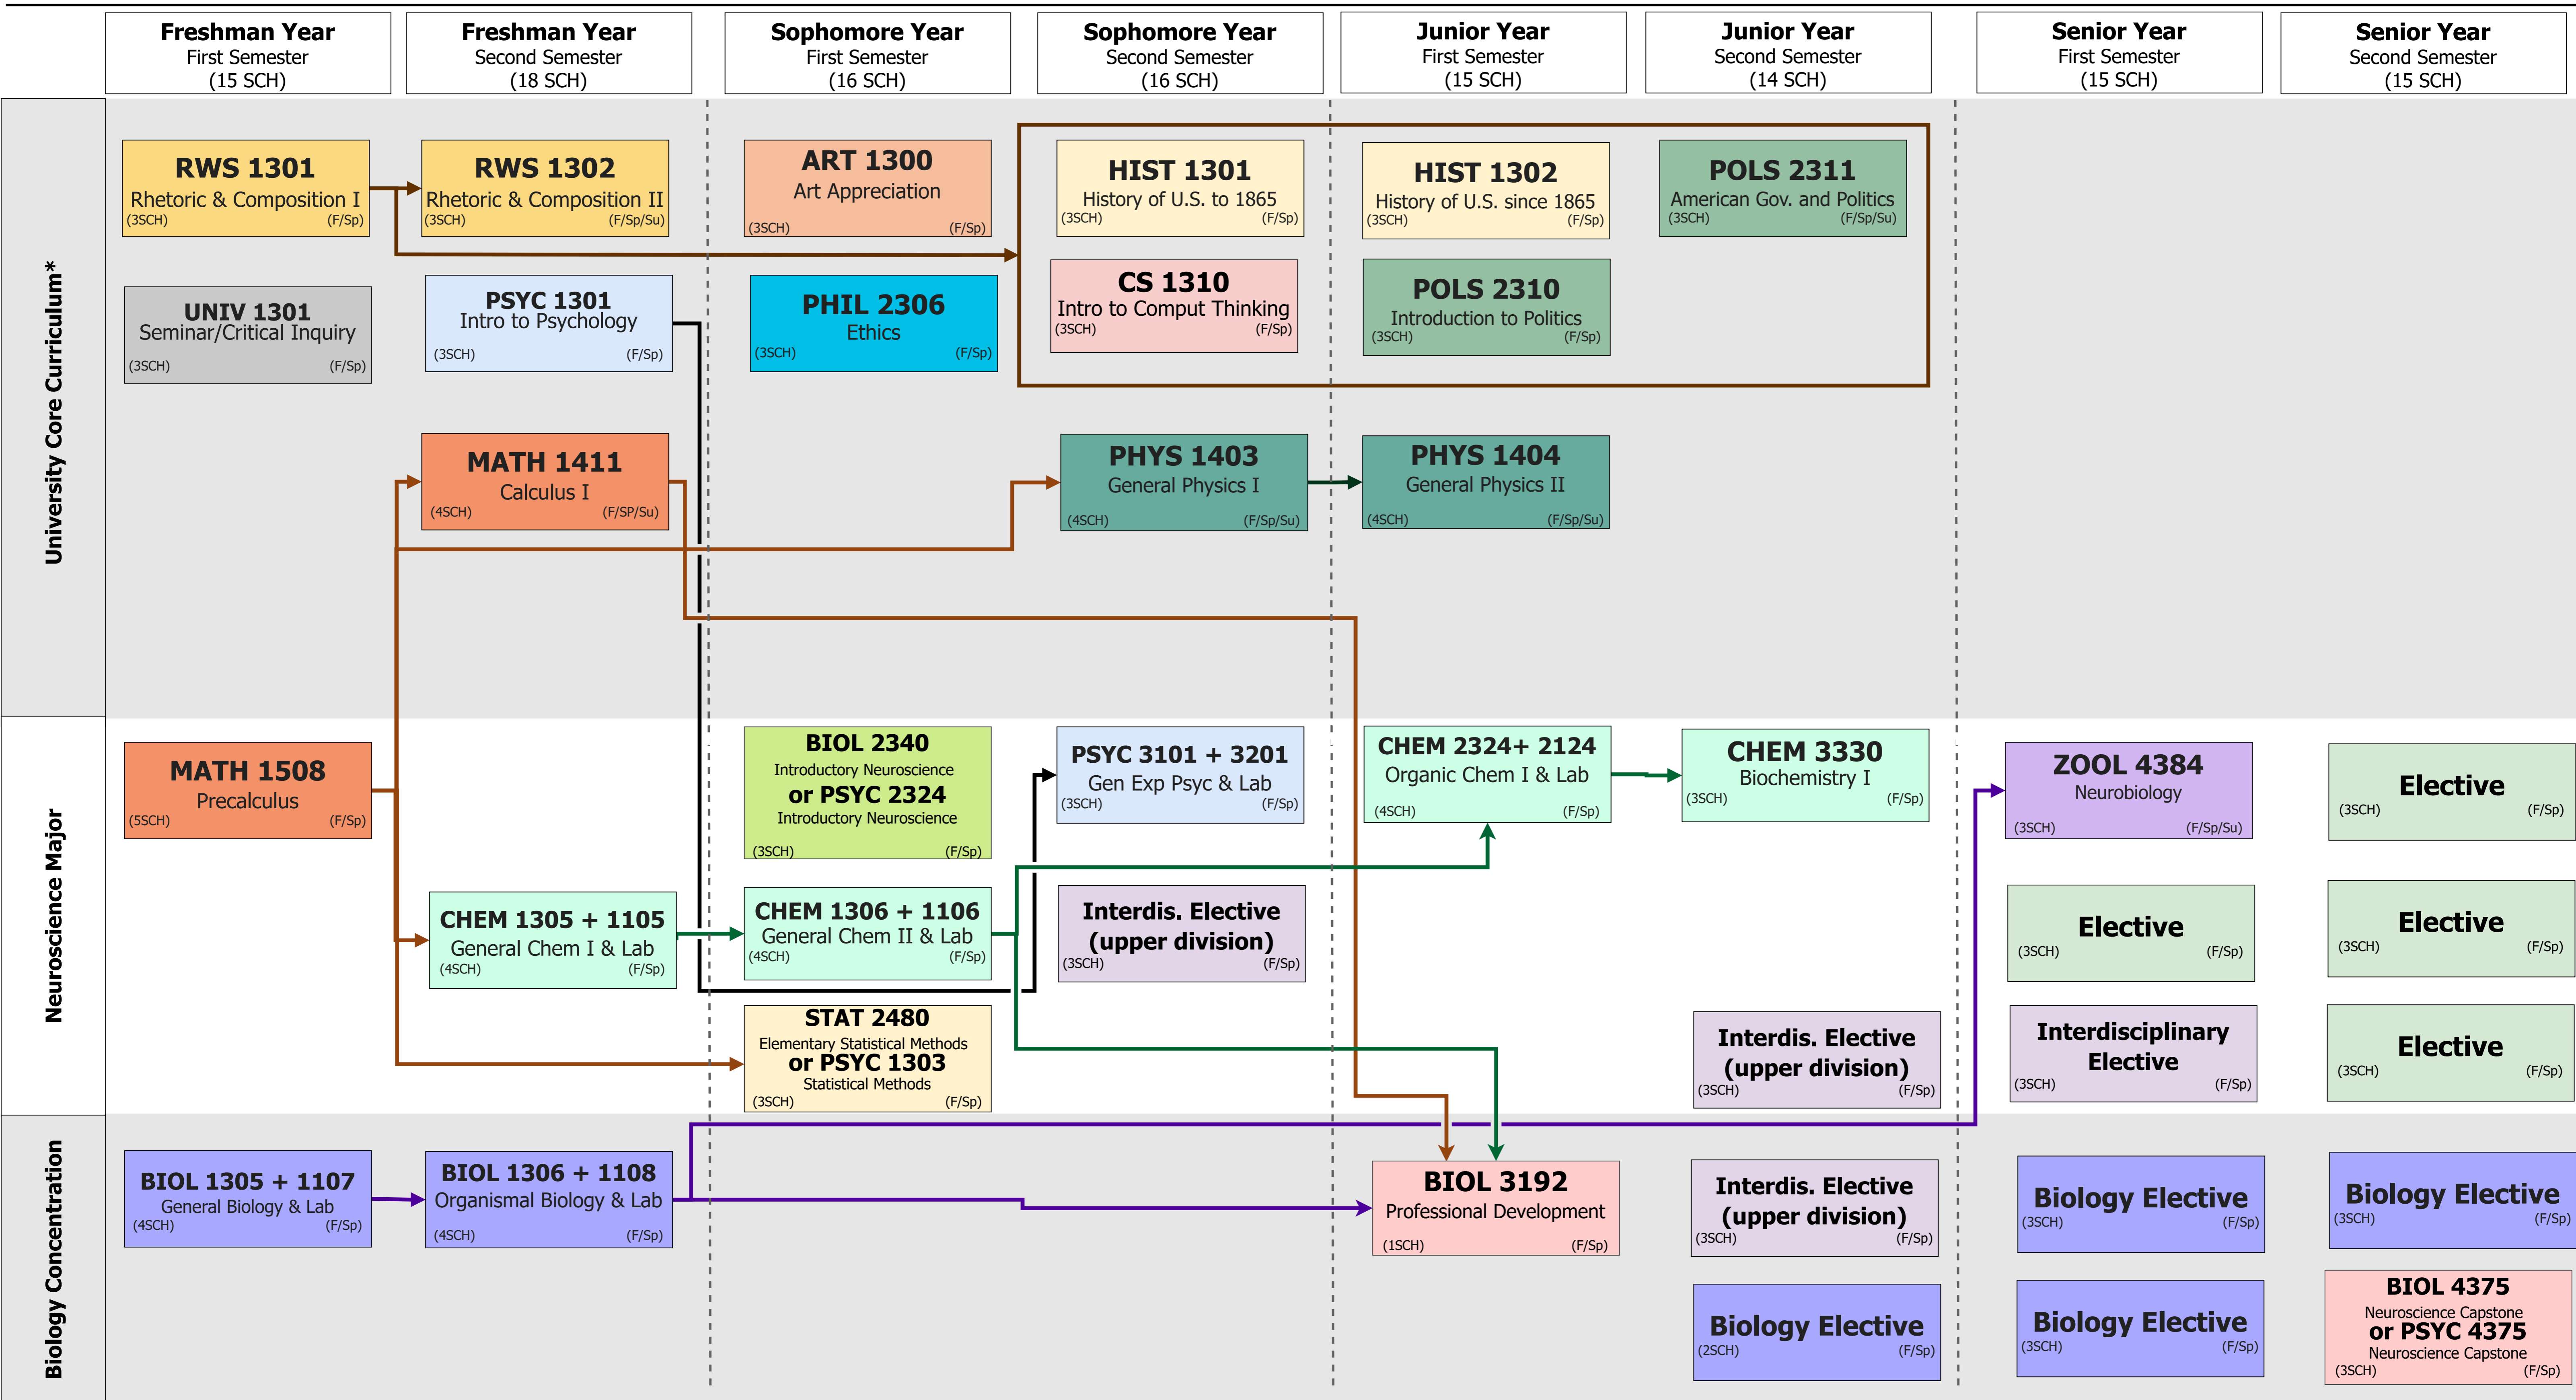 Freshman Year
First Semester
(15 SCH)
Freshman Year
Second Semester
(18 SCH)
Sophomore Year
First Semester
(16 SCH)
Sophomore Year
Second Semester
(16 SCH)
Junior Year
First Semester
(15 SCH)
Junior Year
Second Semester
(14 SCH)
Senior Year
First Semester
(15 SCH)
Senior Year
Second Semester
(15 SCH)
University Core Curriculum*
RWS 1301
Rhetoric & Composition I
(3SCH) (F/Sp)
RWS 1302
Rhetoric & Composition II
(3SCH) (F/Sp/Su)
ART 1300
Art Appreciation
(3SCH) (F/Sp)
HIST 1301
History of U.S. to 1865
(3SCH) (F/Sp)
HIST 1302
History of U.S. since 1865
(3SCH) (F/Sp)
POLS 2311
American Gov. and Politics
(3SCH) (F/Sp/Su)
UNIV 1301
Seminar/Critical Inquiry
(3SCH) (F/Sp)
PSYC 1301
Intro to Psychology
(3SCH) (F/Sp)
PHIL 2306
Ethics
(3SCH) (F/Sp)
CS 1310
Intro to Comput Thinking
(3SCH) (F/Sp)
POLS 2310
Introduction to Politics
(3SCH) (F/Sp)
MATH 1411
Calculus I
(4SCH) (F/SP/Su)
PHYS 1403
General Physics I
(4SCH) (F/Sp/Su)
PHYS 1404
General Physics II
(4SCH) (F/Sp/Su)
Neuroscience Major
MATH 1508
Precalculus
(5SCH) (F/Sp)
BIOL 2340
Introductory Neuroscience
or PSYC 2324
Introductory Neuroscience
(3SCH) (F/Sp)
PSYC 3101 + 3201
Gen Exp Psyc & Lab
(3SCH) (F/Sp)
CHEM 2324+ 2124
Organic Chem I & Lab
(4SCH) (F/Sp)
CHEM 3330
Biochemistry I
(3SCH) (F/Sp)
ZOOL 4384
Neurobiology
(3SCH) (F/Sp/Su)
Elective
(3SCH) (F/Sp)
CHEM 1305 + 1105
General Chem I & Lab
(4SCH) (F/Sp)
CHEM 1306 + 1106
General Chem II & Lab
(4SCH) (F/Sp)
Interdis. Elective
(upper division)
(3SCH) (F/Sp)
Elective
(3SCH) (F/Sp)
Elective
(3SCH) (F/Sp)
STAT 2480
Elementary Statistical Methods
or PSYC 1303
Statistical Methods
(3SCH) (F/Sp)
Interdis. Elective
(upper division)
(3SCH) (F/Sp)
Interdisciplinary
Elective
(3SCH) (F/Sp)
Elective
(3SCH) (F/Sp)
Biology Concentration
BIOL 1305 + 1107
General Biology & Lab
(4SCH) (F/Sp)
BIOL 1306 + 1108
Organismal Biology & Lab
(4SCH) (F/Sp)
BIOL 3192
Professional Development
(1SCH) (F/Sp)
Interdis. Elective
(upper division)
(3SCH) (F/Sp)
Biology Elective
(3SCH) (F/Sp)
Biology Elective
(3SCH) (F/Sp)
Biology Elective
(2SCH) (F/Sp)
Biology Elective
(3SCH) (F/Sp)
BIOL 4375
Neuroscience Capstone
or PSYC 4375
Neuroscience Capstone
(3SCH) (F/Sp)